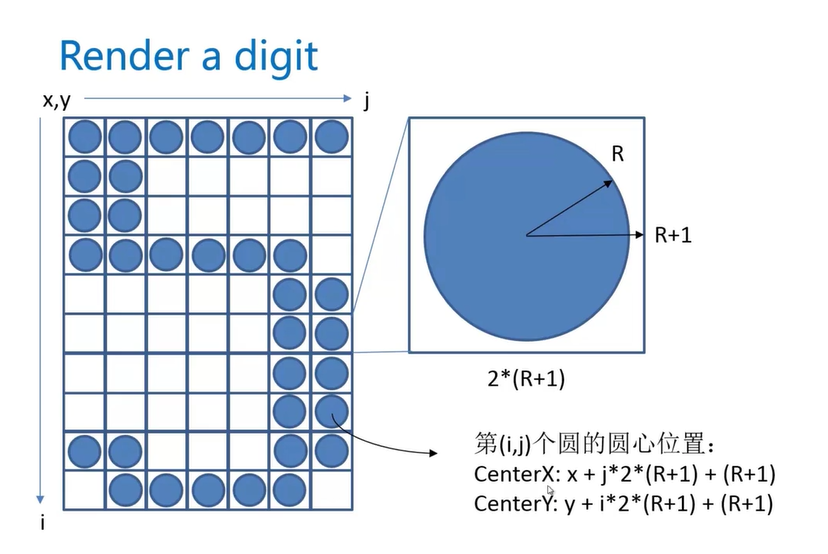 Render a digit
x,y
j
R
R+1
2*(R+1)
第(i,j)个圆的圆心位置：
CenterX: x + j*2*(R+1) + (R+1)
CenterY: y + i*2*(R+1) + (R+1)
i